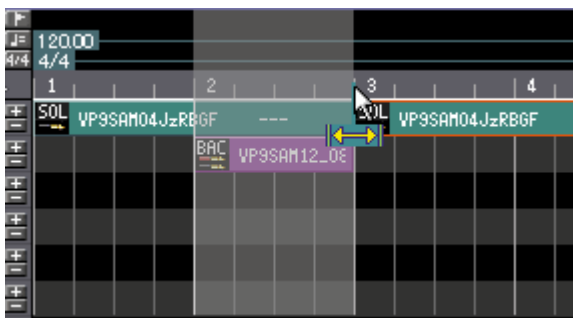 120.00
4/4 4/4
1 2 3 4
SOL VP9SAM04JzRBGF --- SOL VP9SAM04JzRBGF
BAC VP9SAM12_08